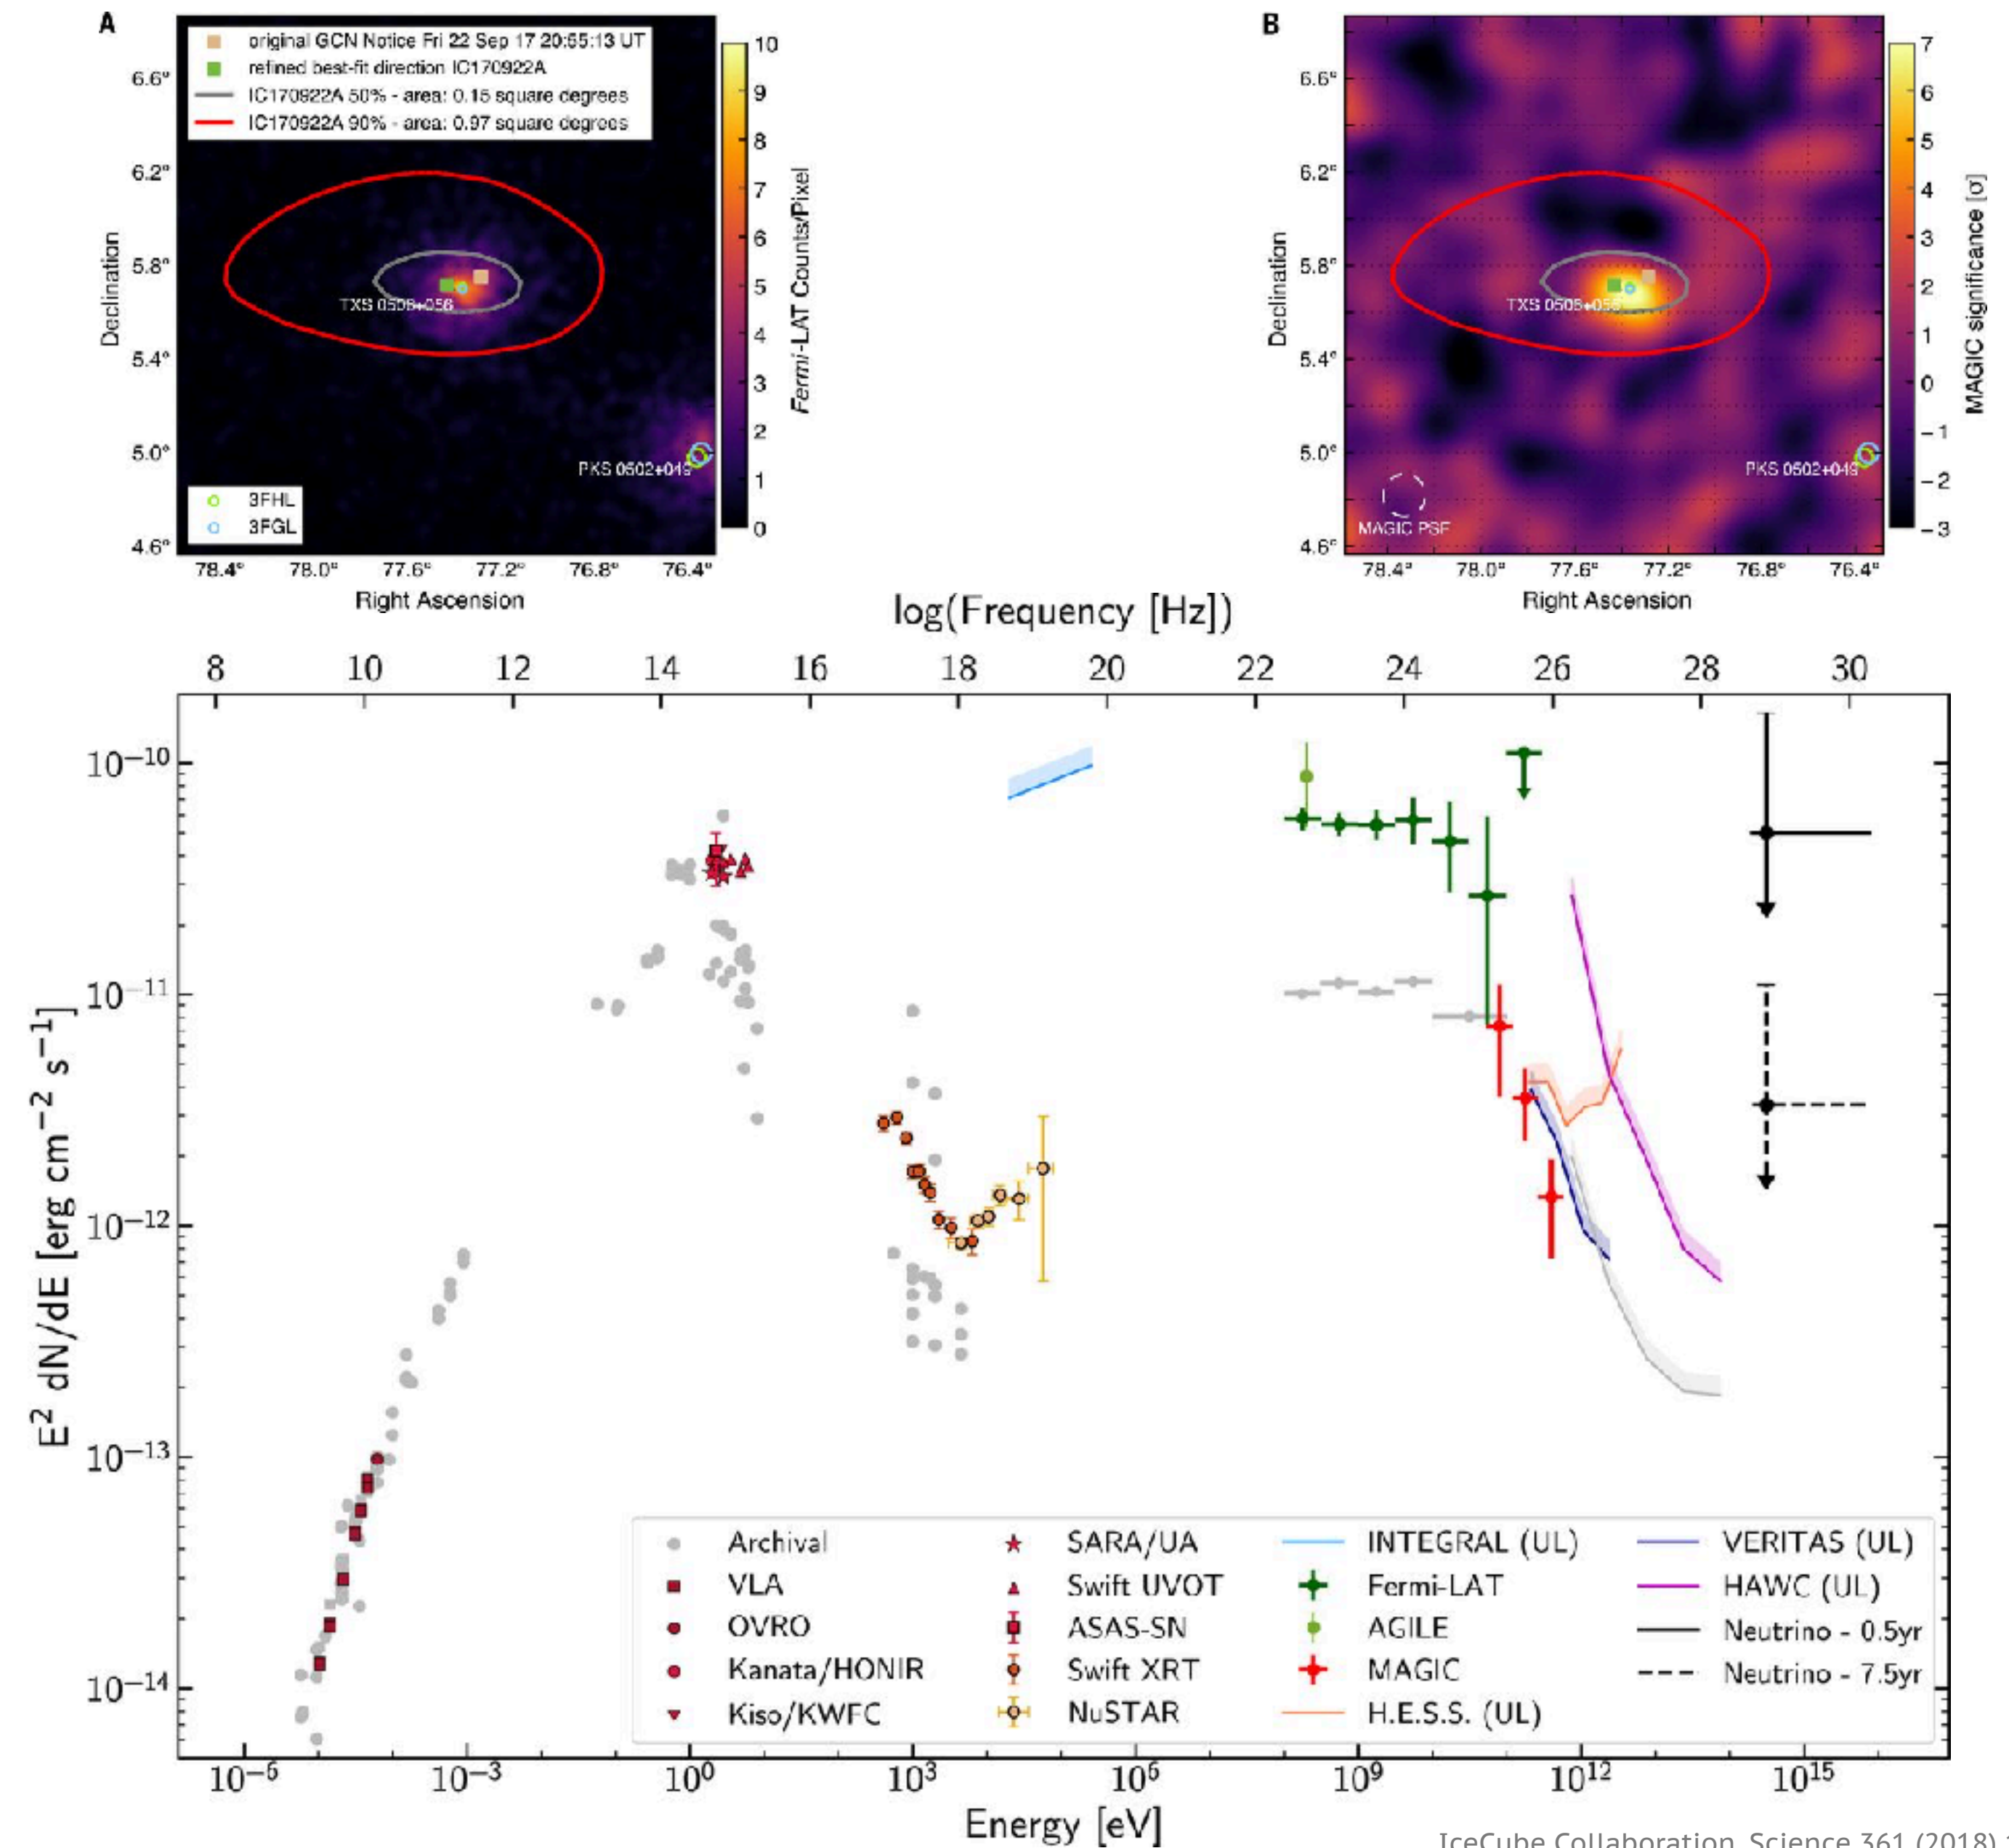 A
original GCN Notice Fri 22 Sep 17 20:55:13 UT
refined best-fit direction IC170922A
IC170922A 50% - area: 0.15 square degrees
IC170922A 90% - area: 0.97 square degrees
6.6°
6.2°
5.8°
5.4°
5.0°
4.6°
Declination
TXS 0506+056
PKS 0502+049
3FHL
3FGL
78.4° 78.0° 77.6° 77.2° 76.8° 76.4°
Right Ascension
10
9
8
7
6
5
4
3
2
1
0
Fermi-LAT Counts/Pixel
B
6.6°
6.2°
5.8°
5.4°
5.0°
4.6°
Declination
TXS 0506+056
PKS 0502+049
MAGIC PSF
78.4° 78.0° 77.6° 77.2° 76.8° 76.4°
Right Ascension
7
6
5
4
3
2
1
0
−1
−2
−3
MAGIC significance [σ]
log(Frequency [Hz])
8 10 12 14 16 18 20 22 24 26 28 30
10⁻¹⁰
10⁻¹¹
10⁻¹²
10⁻¹³
10⁻¹⁴
E² dN/dE [erg cm⁻² s⁻¹]
Archival
VLA
OVRO
Kanata/HONIR
Kiso/KWFC
SARA/UA
Swift UVOT
ASAS-SN
Swift XRT
NuSTAR
INTEGRAL (UL)
Fermi-LAT
AGILE
MAGIC
H.E.S.S. (UL)
VERITAS (UL)
HAWC (UL)
Neutrino - 0.5yr
Neutrino - 7.5yr
10⁻⁶ 10⁻³ 10⁰ 10³ 10⁶ 10⁹ 10¹² 10¹⁵
Energy [eV]
IceCube Collaboration, Science 361 (2018)